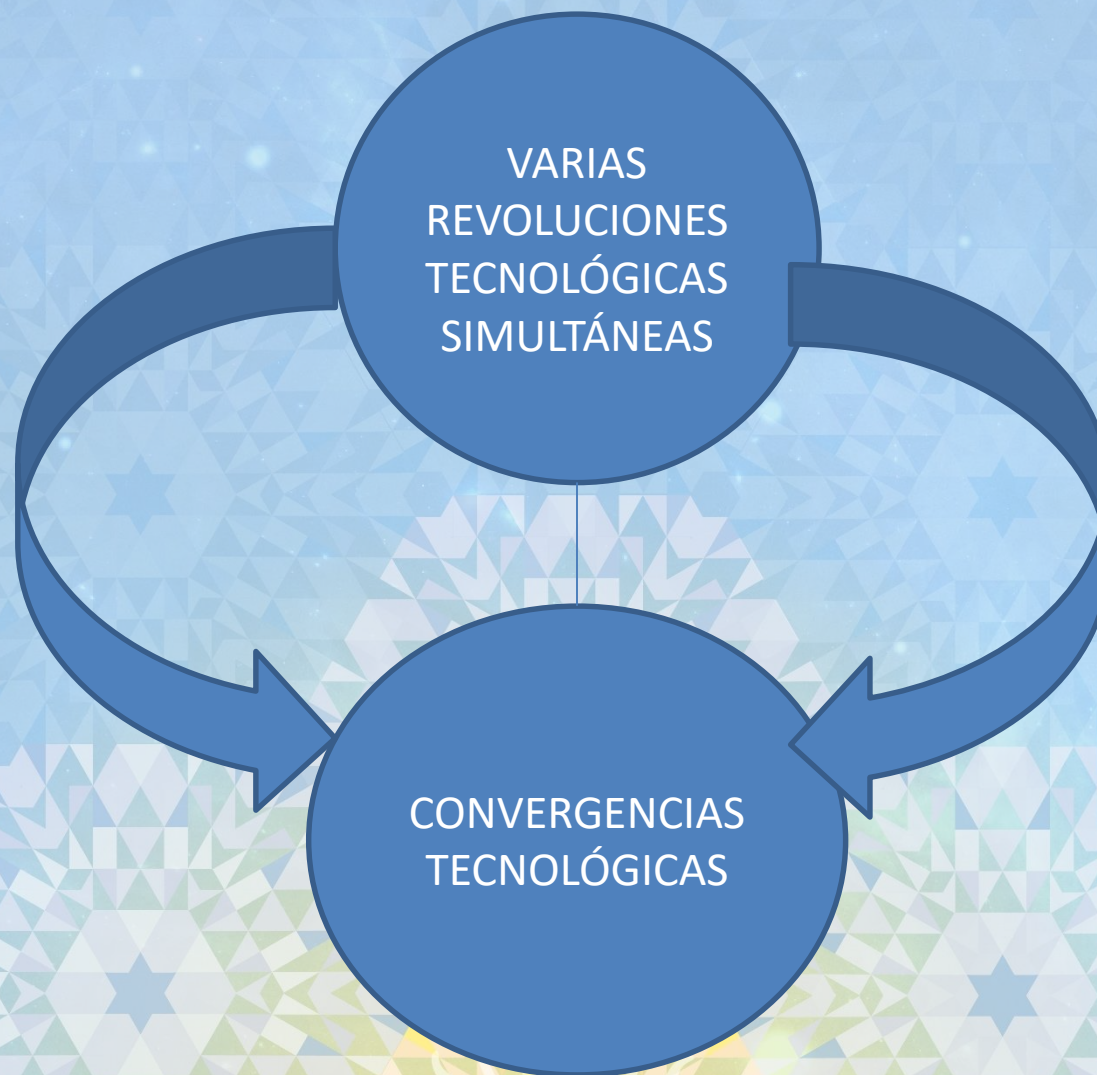 VARIAS
REVOLUCIONES
TECNOLÓGICAS
SIMULTÁNEAS
CONVERGENCIAS
TECNOLÓGICAS